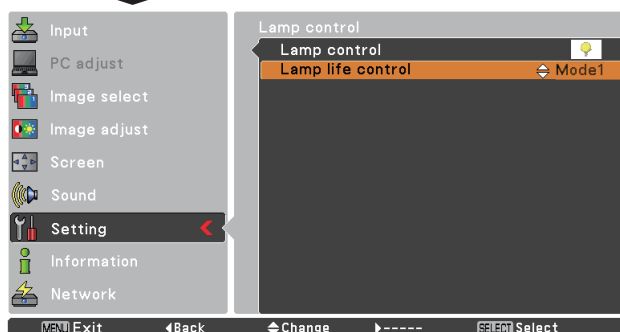 Input
PC adjust
Image select
Image adjust
Screen
Sound
Setting
Information
Network
Lamp control
Lamp control
Lamp life control Mode1
MENU Exit Back Change ----- SELECT Select